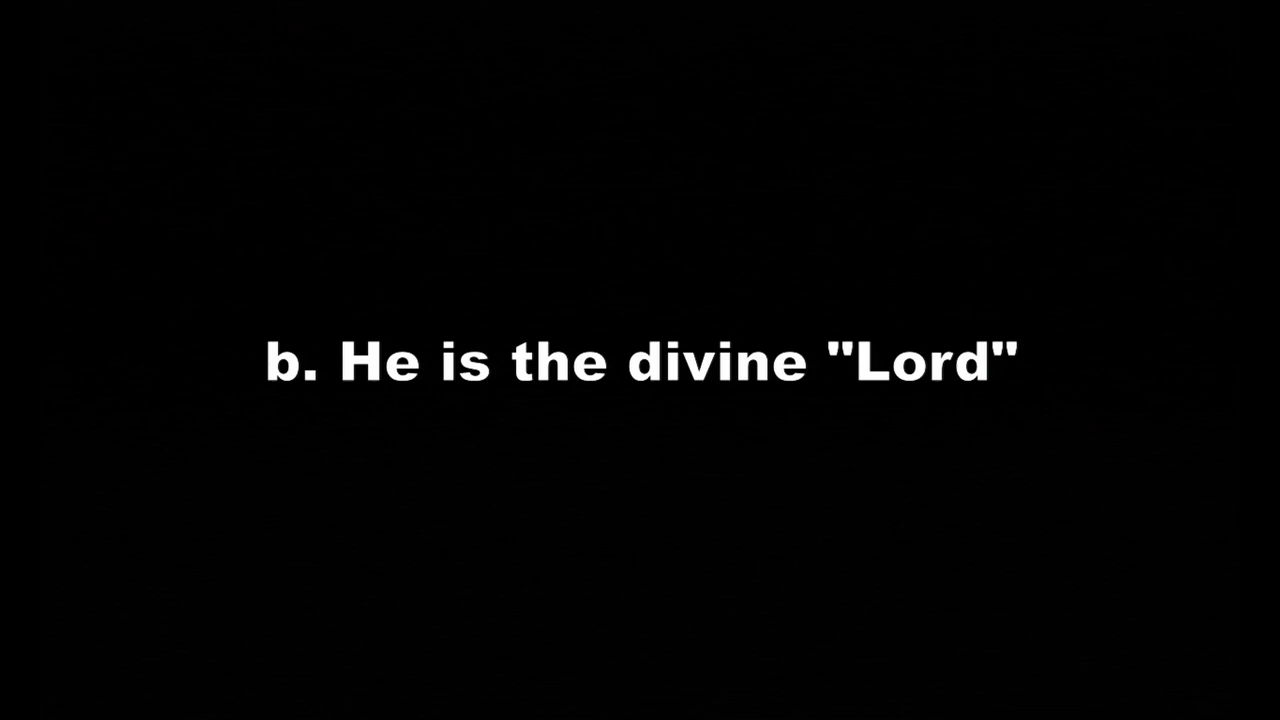 b. He is the divine "Lord"